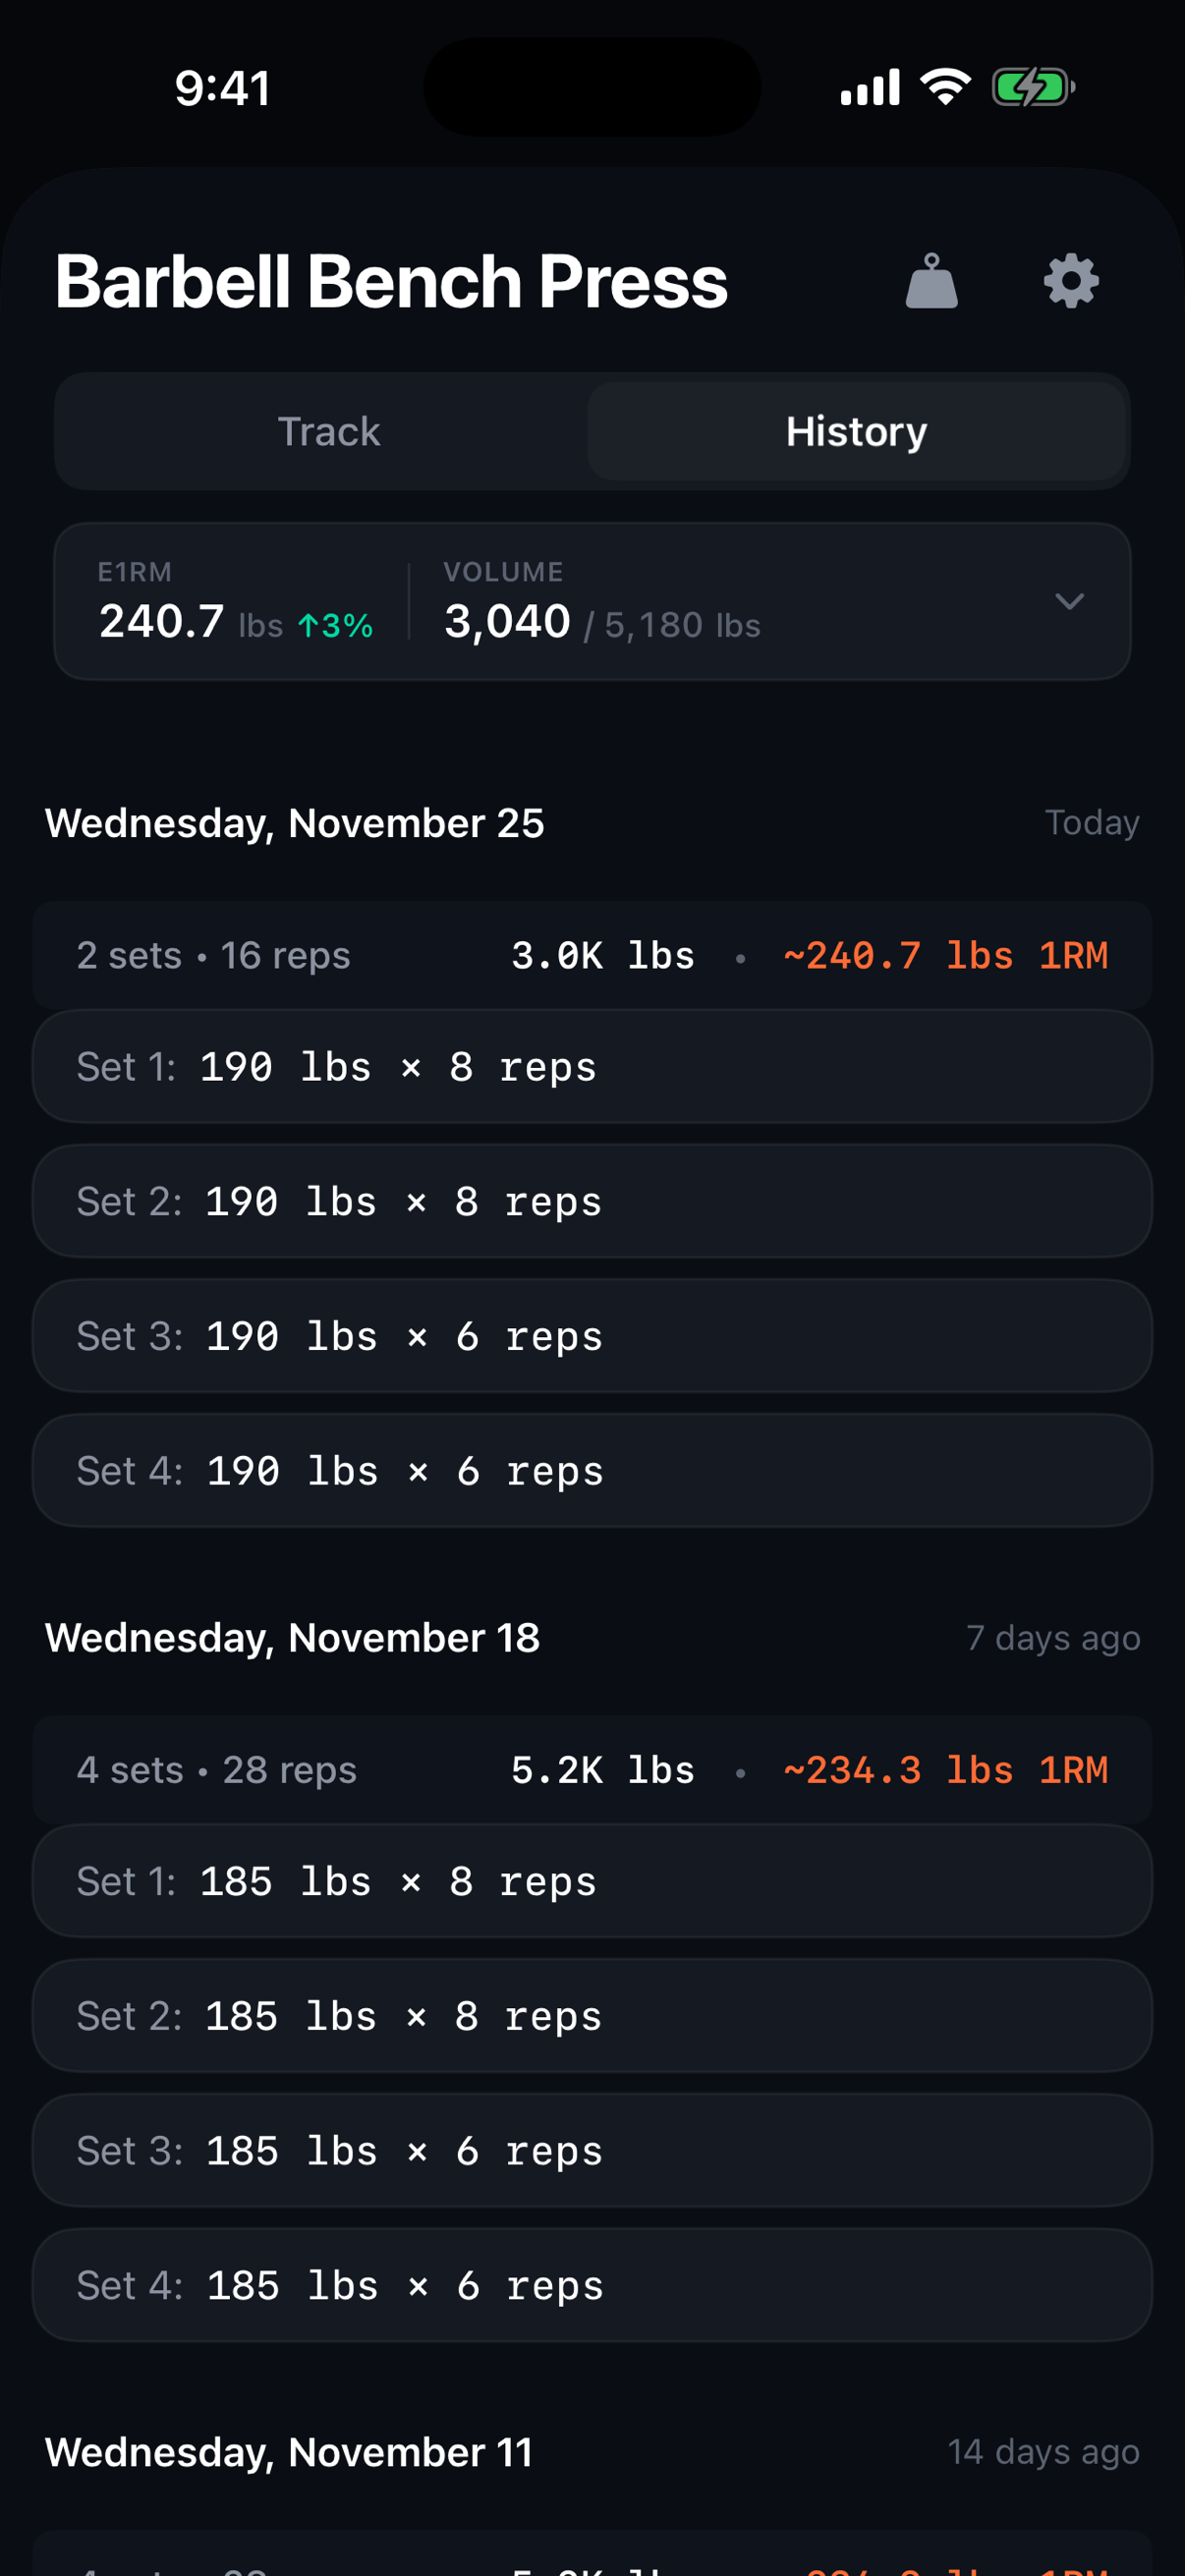 9:41
Barbell Bench Press
Track History
E1RM VOLUME
240.7 lbs ↑3% 3,040 / 5,180 lbs
Wednesday, November 25 Today
2 sets • 16 reps 3.0K lbs • ~240.7 lbs 1RM
Set 1: 190 lbs × 8 reps
Set 2: 190 lbs × 8 reps
Set 3: 190 lbs × 6 reps
Set 4: 190 lbs × 6 reps
Wednesday, November 18 7 days ago
4 sets • 28 reps 5.2K lbs • ~234.3 lbs 1RM
Set 1: 185 lbs × 8 reps
Set 2: 185 lbs × 8 reps
Set 3: 185 lbs × 6 reps
Set 4: 185 lbs × 6 reps
Wednesday, November 11 14 days ago